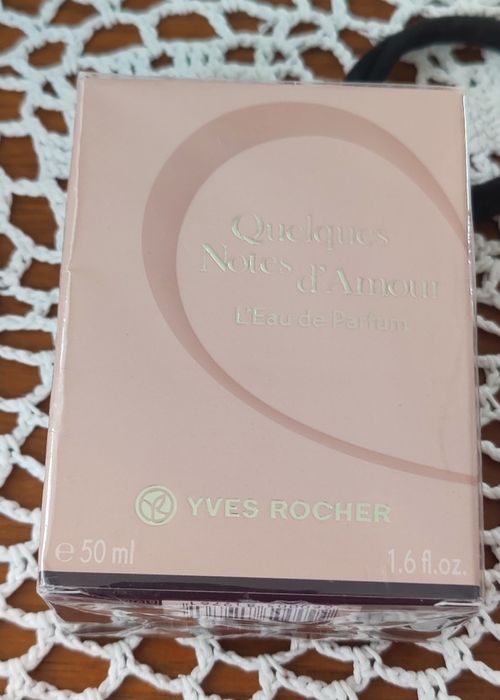 Quelques
Notes d'Amour
L'Eau de Parfum
YVES ROCHER
℮ 50 ml 1.6 fl.oz.